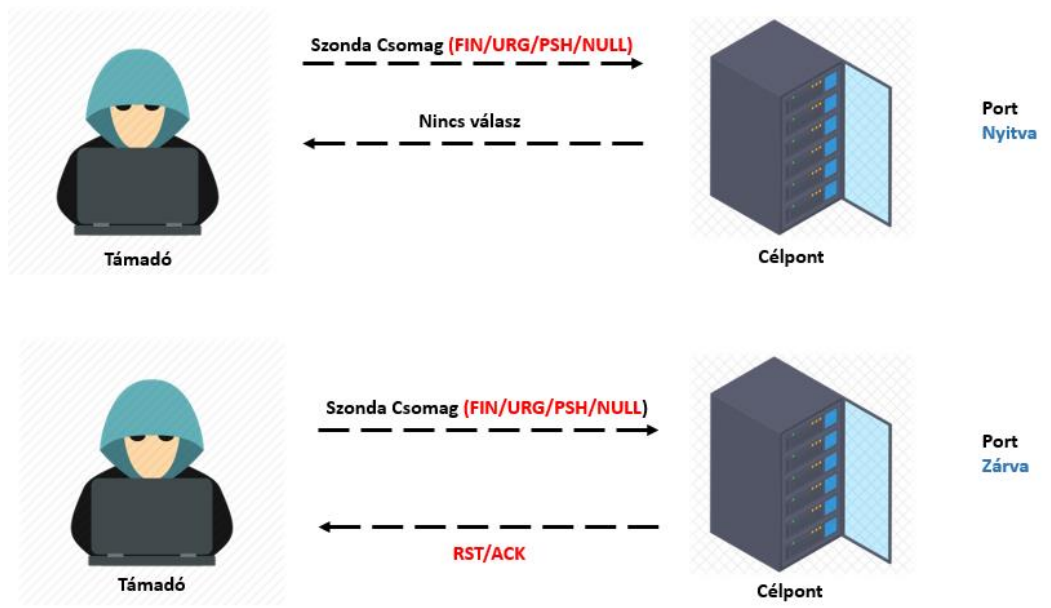 Szonda Csomag (FIN/URG/PSH/NULL)
Nincs válasz
Port
Nyitva
Támadó
Célpont
Szonda Csomag (FIN/URG/PSH/NULL)
Port
Zárva
RST/ACK
Támadó
Célpont